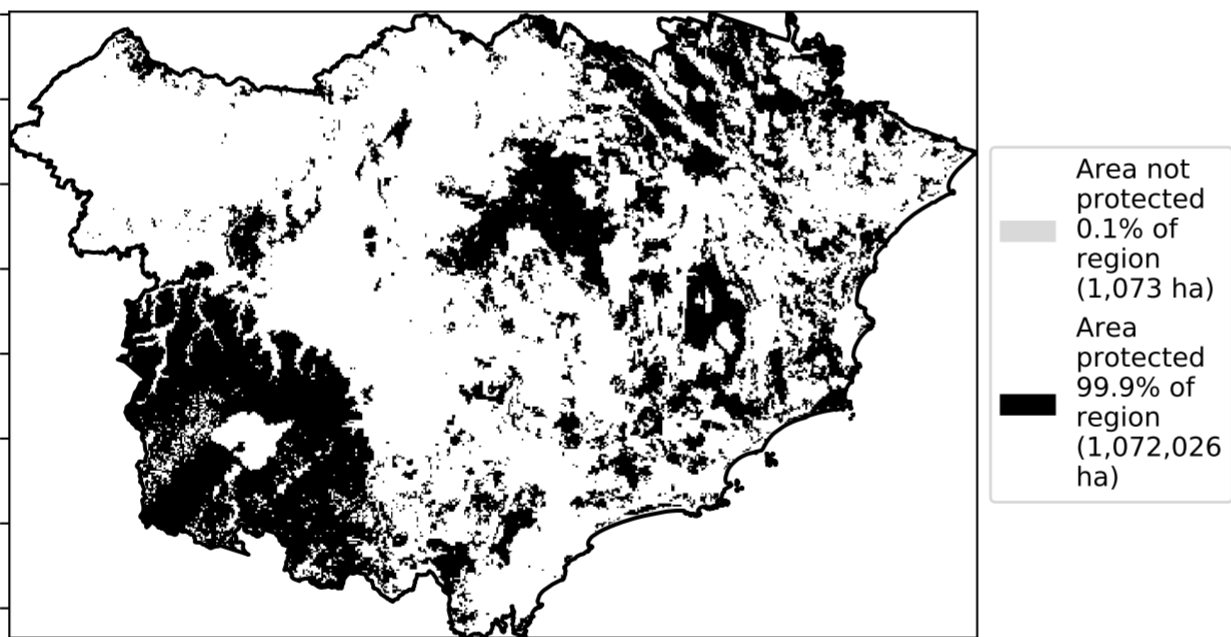 Area not
protected
0.1% of
region
(1,073 ha)
Area
protected
99.9% of
region
(1,072,026
ha)